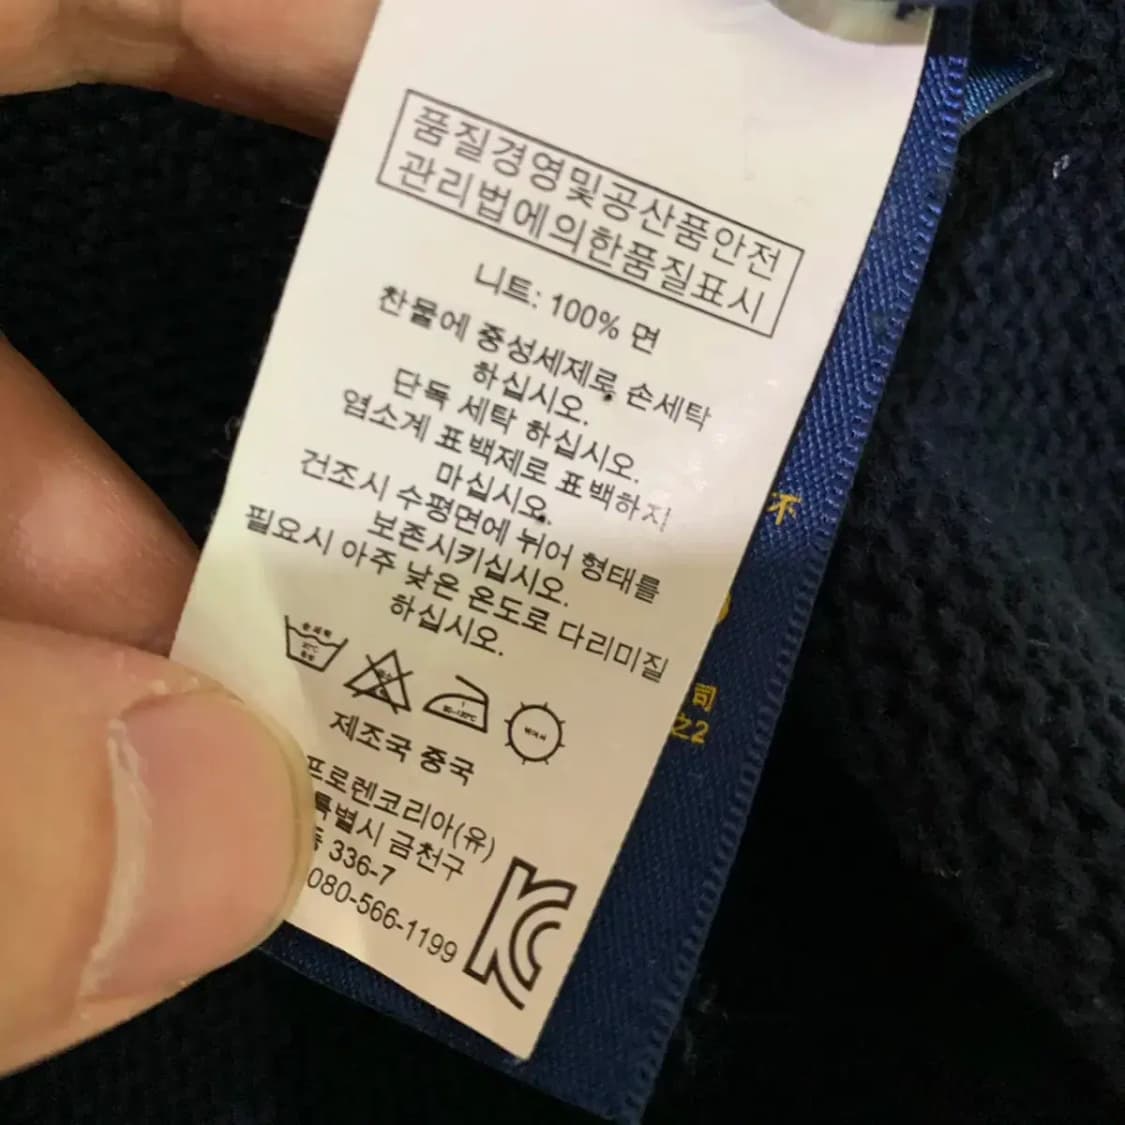 품질경영및공산품안전
관리법에의한품질표시
니트: 100% 면
찬물에 중성세제로 손세탁
하십시오.
단독 세탁 하십시오.
염소계 표백제로 표백하지
마십시오.
건조시 수평면에 뉘어 형태를
보존시키십시오.
필요시 아주 낮은 온도로 다리미질
하십시오.
제조국 중국
프로렌코리아(유)
특별시 금천구
동 336-7
080-566-1199
不
司
之2